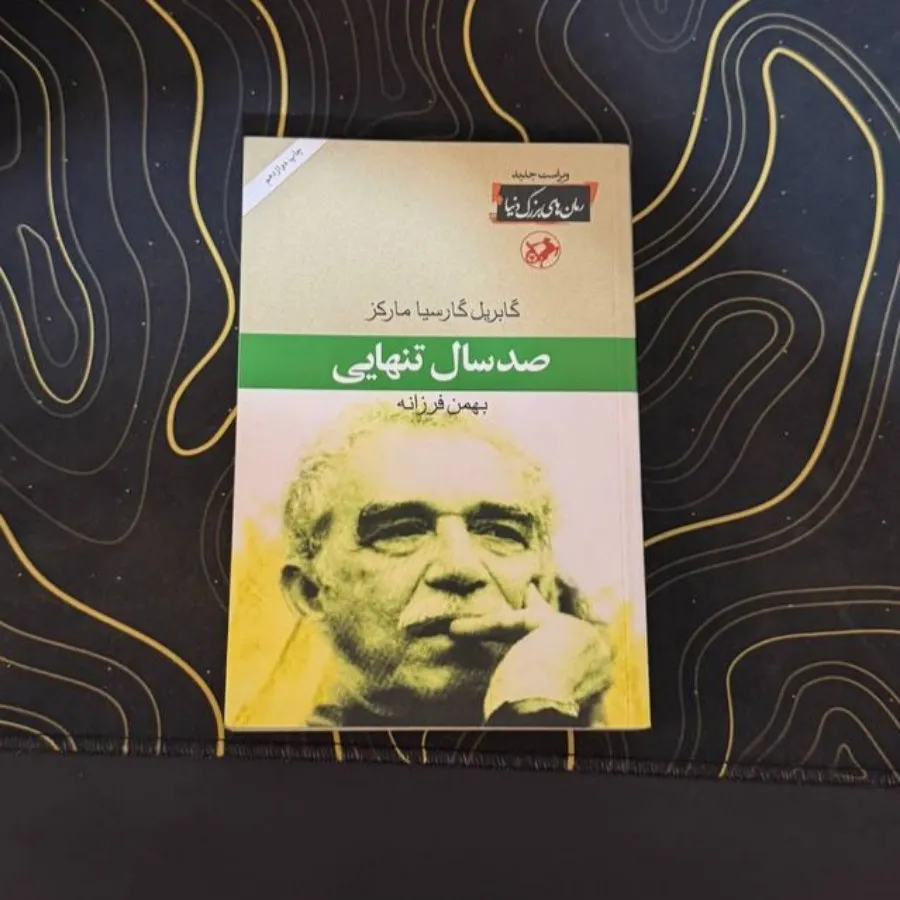 چاپ دوازدهم
ویراست جدید
رمان‌های بزرگ دنیا
گابریل گارسیا مارکز
صدسال تنهایی
بهمن فرزانه